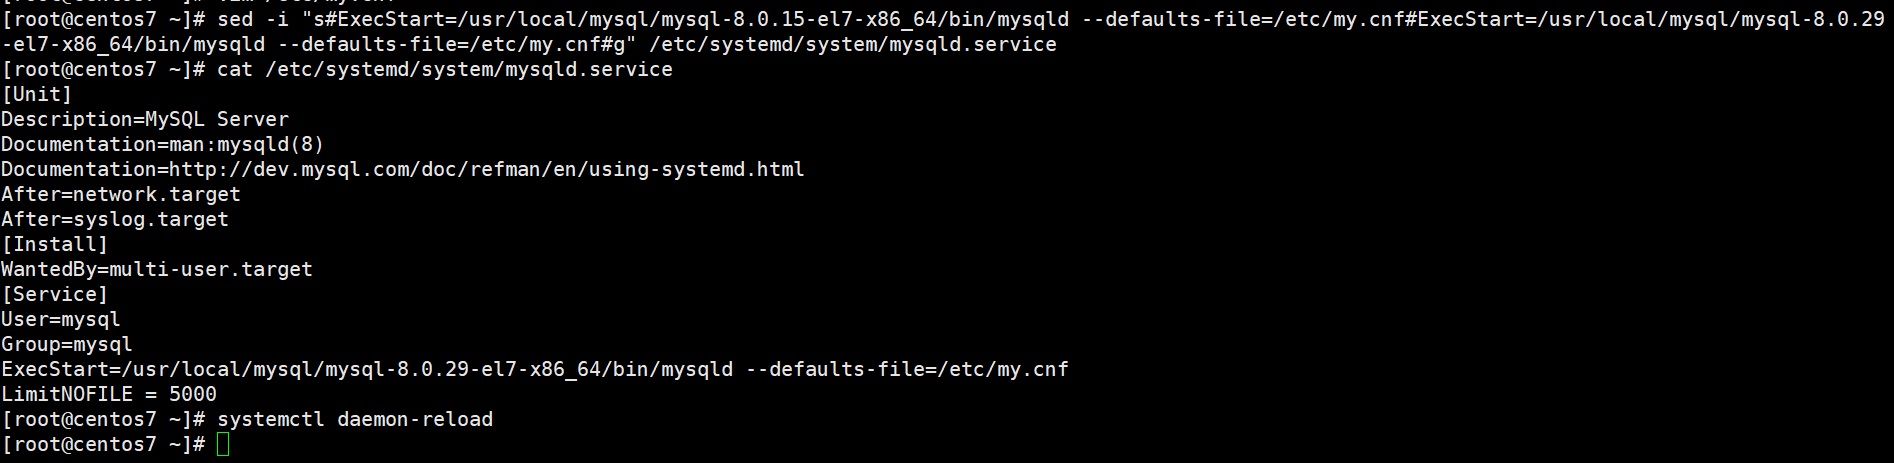 [root@centos7 ~]# sed -i "s#ExecStart=/usr/local/mysql/mysql-8.0.15-el7-x86_64/bin/mysqld --defaults-file=/etc/my.cnf#ExecStart=/usr/local/mysql/mysql-8.0.29
-el7-x86_64/bin/mysqld --defaults-file=/etc/my.cnf#g" /etc/systemd/system/mysqld.service
[root@centos7 ~]# cat /etc/systemd/system/mysqld.service
[Unit]
Description=MySQL Server
Documentation=man:mysqld(8)
Documentation=http://dev.mysql.com/doc/refman/en/using-systemd.html
After=network.target
After=syslog.target
[Install]
WantedBy=multi-user.target
[Service]
User=mysql
Group=mysql
ExecStart=/usr/local/mysql/mysql-8.0.29-el7-x86_64/bin/mysqld --defaults-file=/etc/my.cnf
LimitNOFILE = 5000
[root@centos7 ~]# systemctl daemon-reload
[root@centos7 ~]#